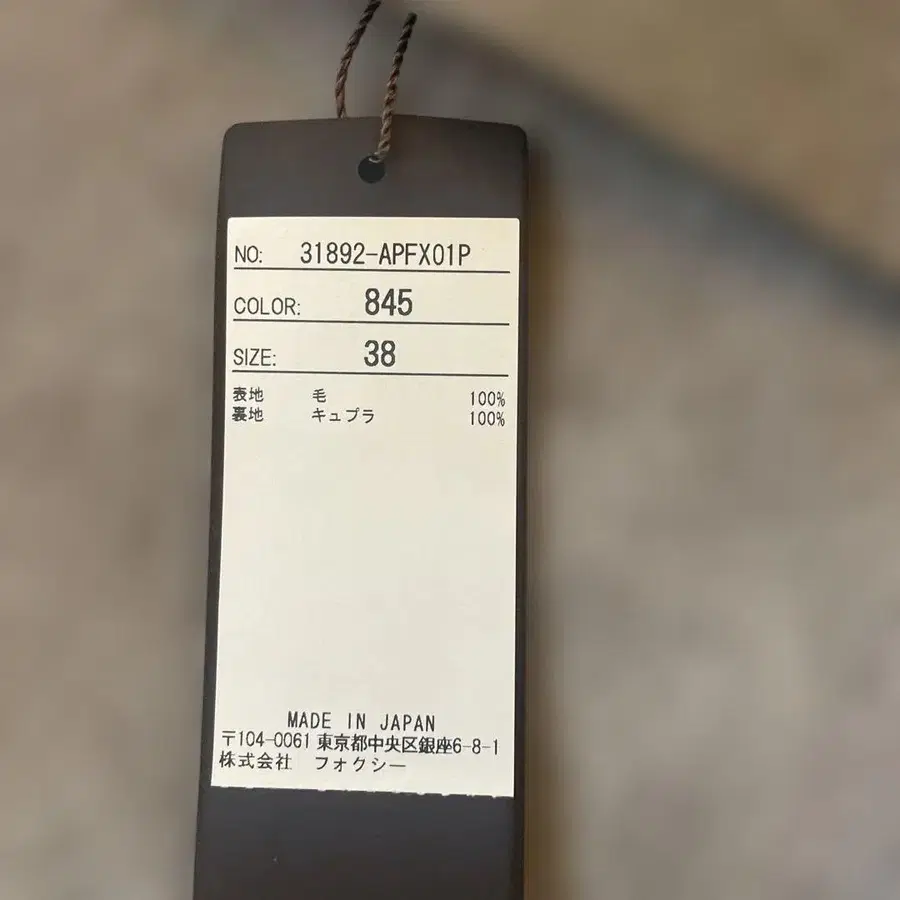 NO: 31892-APFX01P
COLOR: 845
SIZE: 38
表地 毛 100%
裏地 キュプラ 100%
MADE IN JAPAN
〒104-0061 東京都中央区銀座6-8-1
株式会社 フォクシー